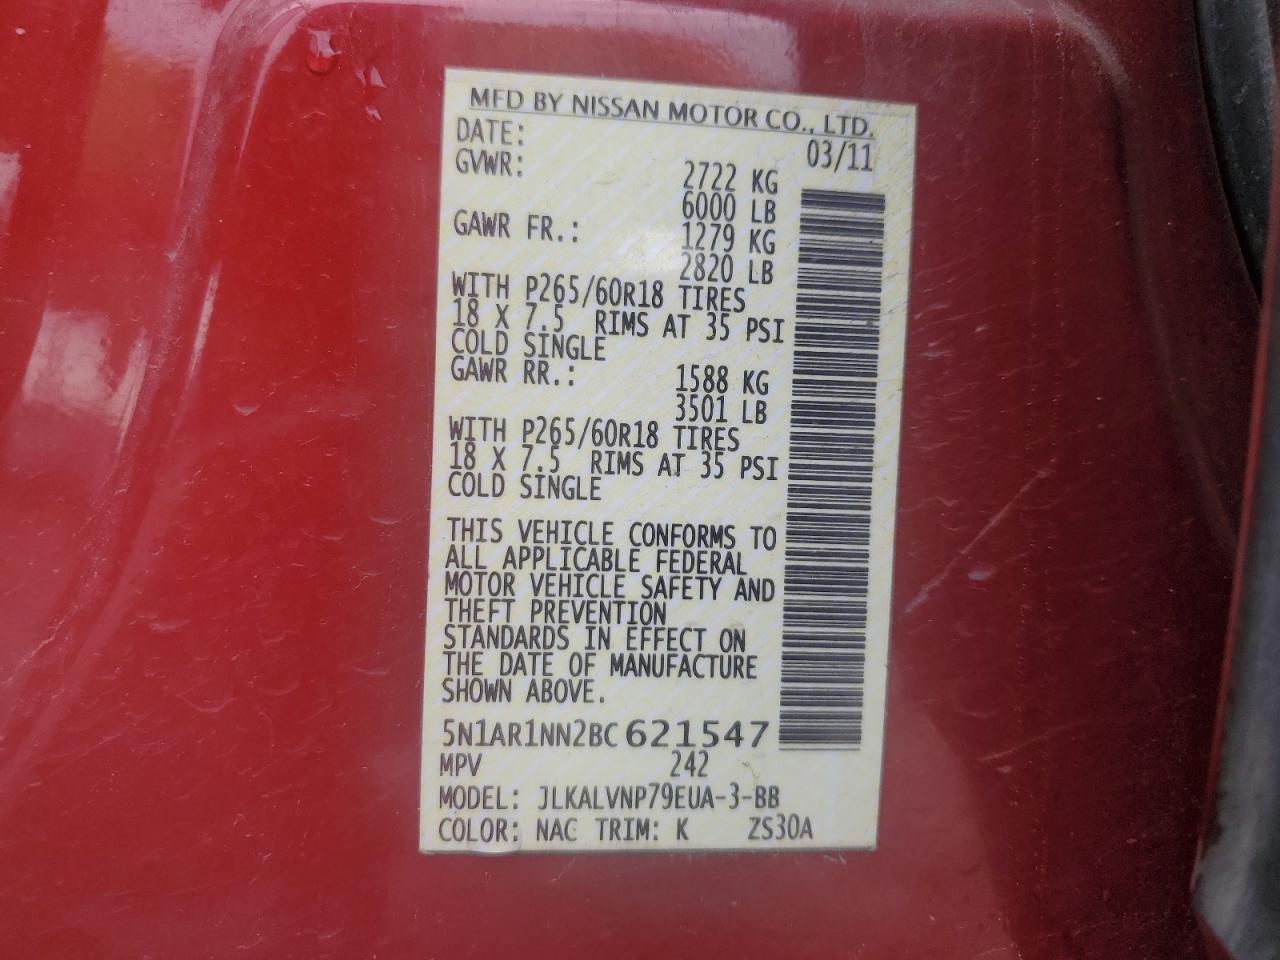 MFD BY NISSAN MOTOR CO., LTD.
DATE: 03/11
GVWR: 2722 KG
6000 LB
GAWR FR.: 1279 KG
2820 LB
WITH P265/60R18 TIRES
18 X 7.5 RIMS AT 35 PSI
COLD SINGLE
GAWR RR.: 1588 KG
3501 LB
WITH P265/60R18 TIRES
18 X 7.5 RIMS AT 35 PSI
COLD SINGLE
THIS VEHICLE CONFORMS TO
ALL APPLICABLE FEDERAL
MOTOR VEHICLE SAFETY AND
THEFT PREVENTION
STANDARDS IN EFFECT ON
THE DATE OF MANUFACTURE
SHOWN ABOVE.
5N1AR1NN2BC621547
MPV 242
MODEL: JLKALVNP79EUA-3-BB
COLOR: NAC TRIM: K ZS30A